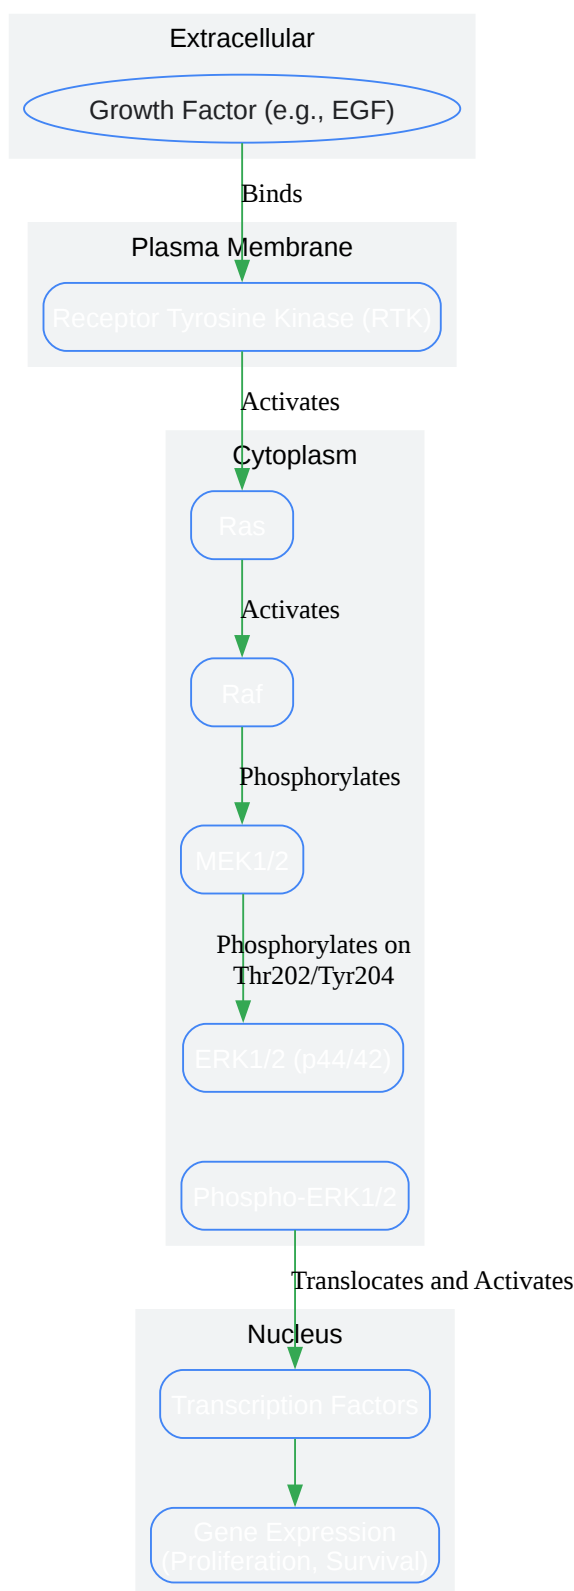 Extracellular
Growth Factor (e.g., EGF)
Binds
Plasma Membrane
Receptor Tyrosine Kinase (RTK)
Activates
Cytoplasm
Ras
Activates
Raf
Phosphorylates
MEK1/2
Phosphorylates on
Thr202/Tyr204
ERK1/2 (p44/42)
Phospho-ERK1/2
Translocates and Activates
Nucleus
Transcription Factors
Gene Expression
(Proliferation, Survival)